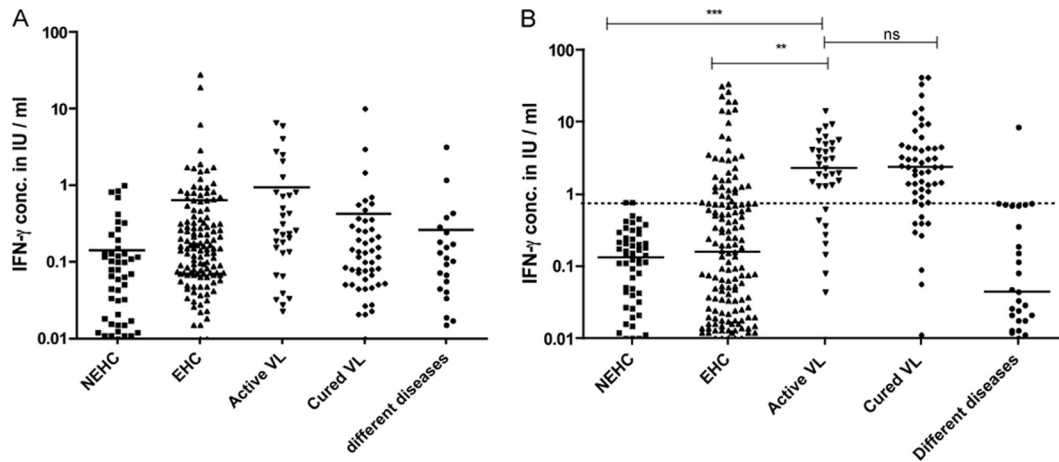 A
IFN-γ conc. in IU / ml
100
10
1
0.1
0.01
NEHC
EHC
Active VL
Cured VL
different diseases
B
***
**
ns
IFN-γ conc. in IU / ml
100
10
1
0.1
0.01
NEHC
EHC
Active VL
Cured VL
Different diseases